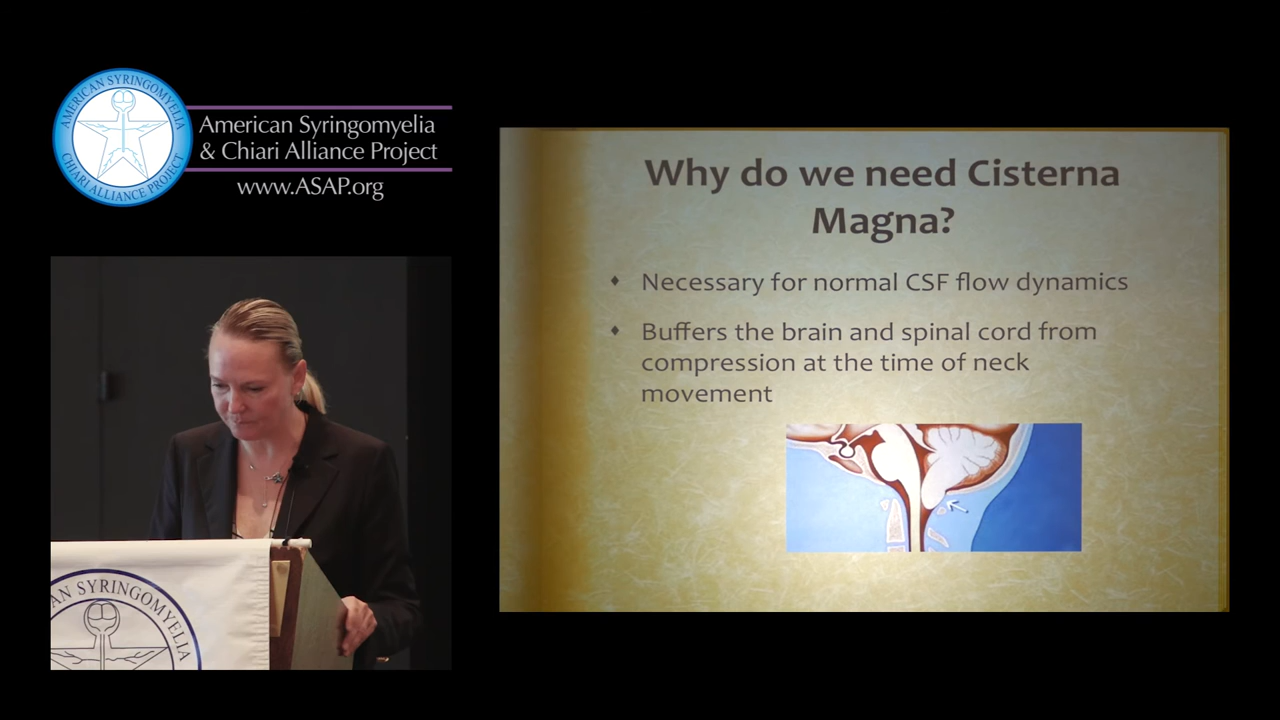 AMERICAN SYRINGOMYELIA
CHIARI ALLIANCE PROJECT
American Syringomyelia
& Chiari Alliance Project
www.ASAP.org
Why do we need Cisterna
Magna?
Necessary for normal CSF flow dynamics
Buffers the brain and spinal cord from
compression at the time of neck
movement
AN SYRINGOMYELIA